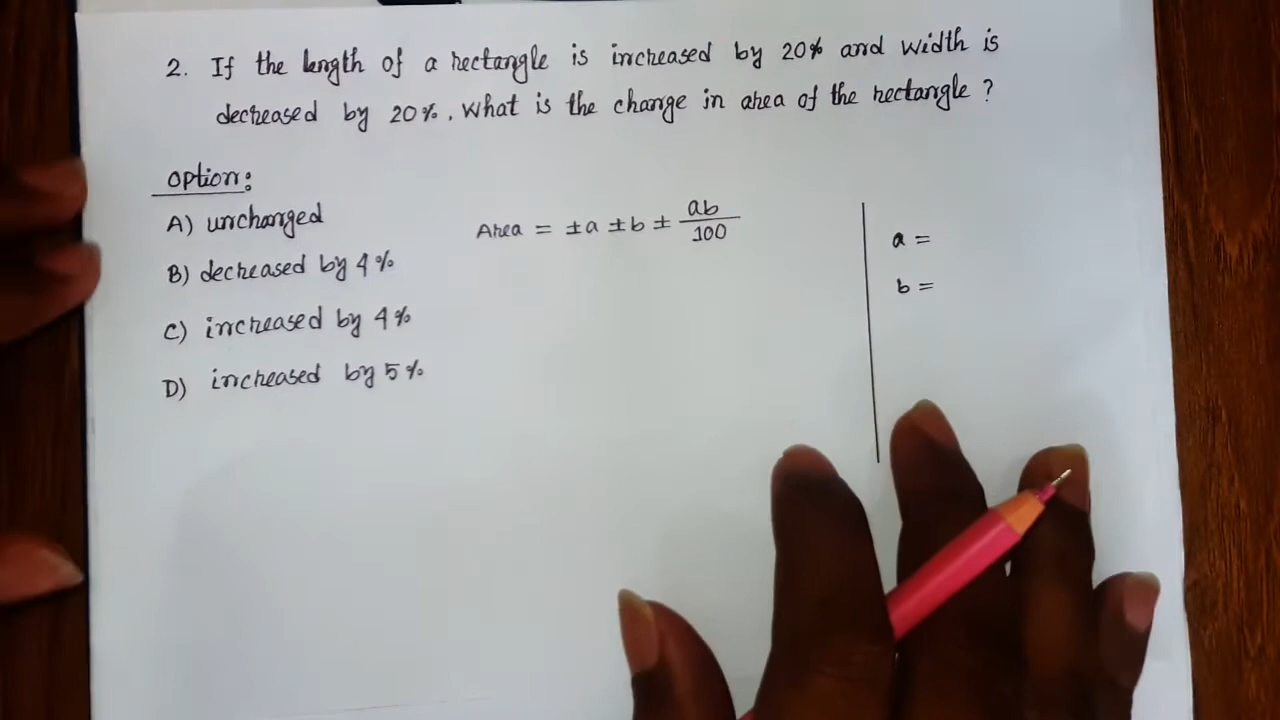 2. If the length of a rectangle is increased by 20% and width is
decreased by 20%. What is the change in area of the rectangle ?
option:
A) unchanged
B) decreased by 4%
C) increased by 4%
D) increased by 5%
Area = ±a ±b ± ab/100
a =
b =